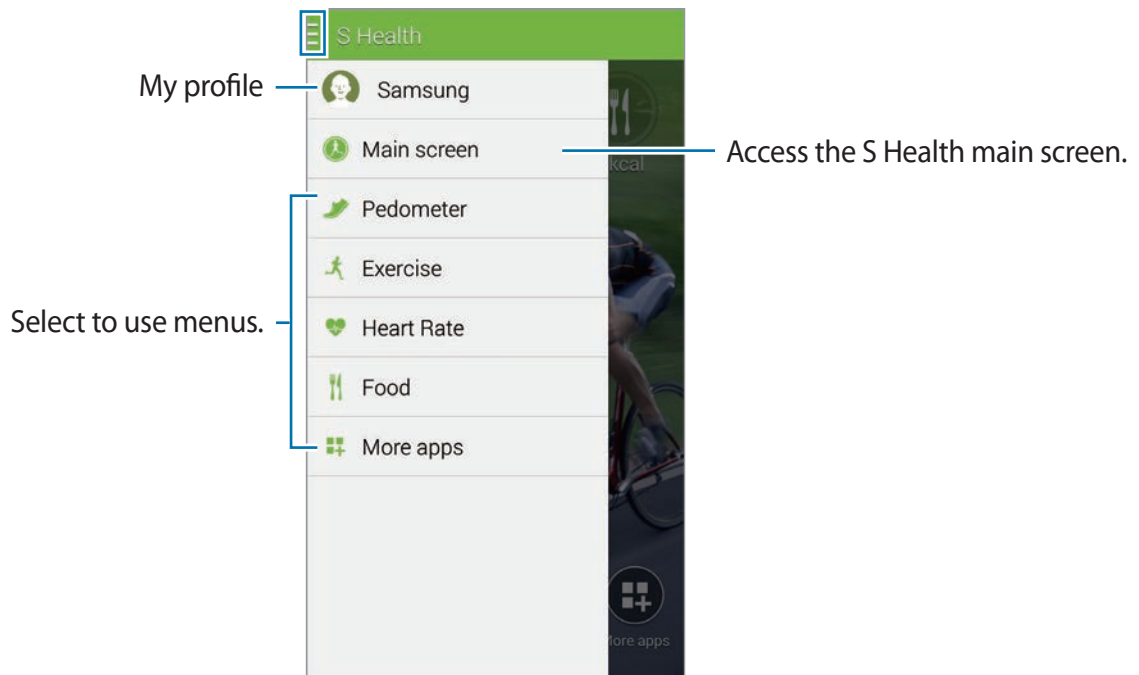 S Health
My profile
Samsung
Main screen
Access the S Health main screen.
kcal
Pedometer
Exercise
Select to use menus.
Heart Rate
Food
More apps
More apps